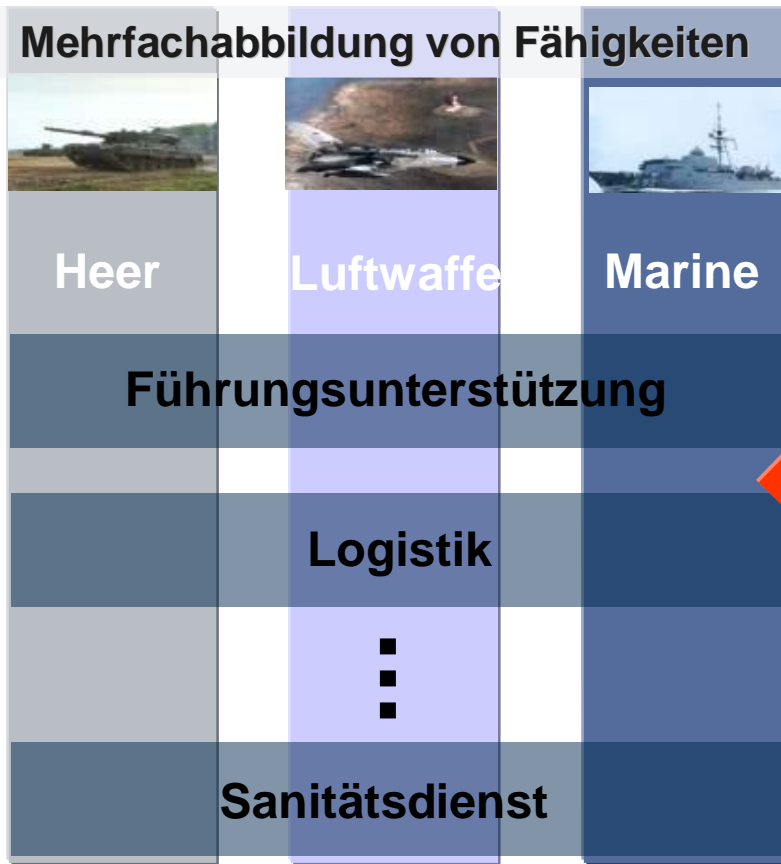 Mehrfachabbildung von Fähigkeiten
Heer Luftwaffe Marine
Führungsunterstützung
Logistik
Sanitätsdienst